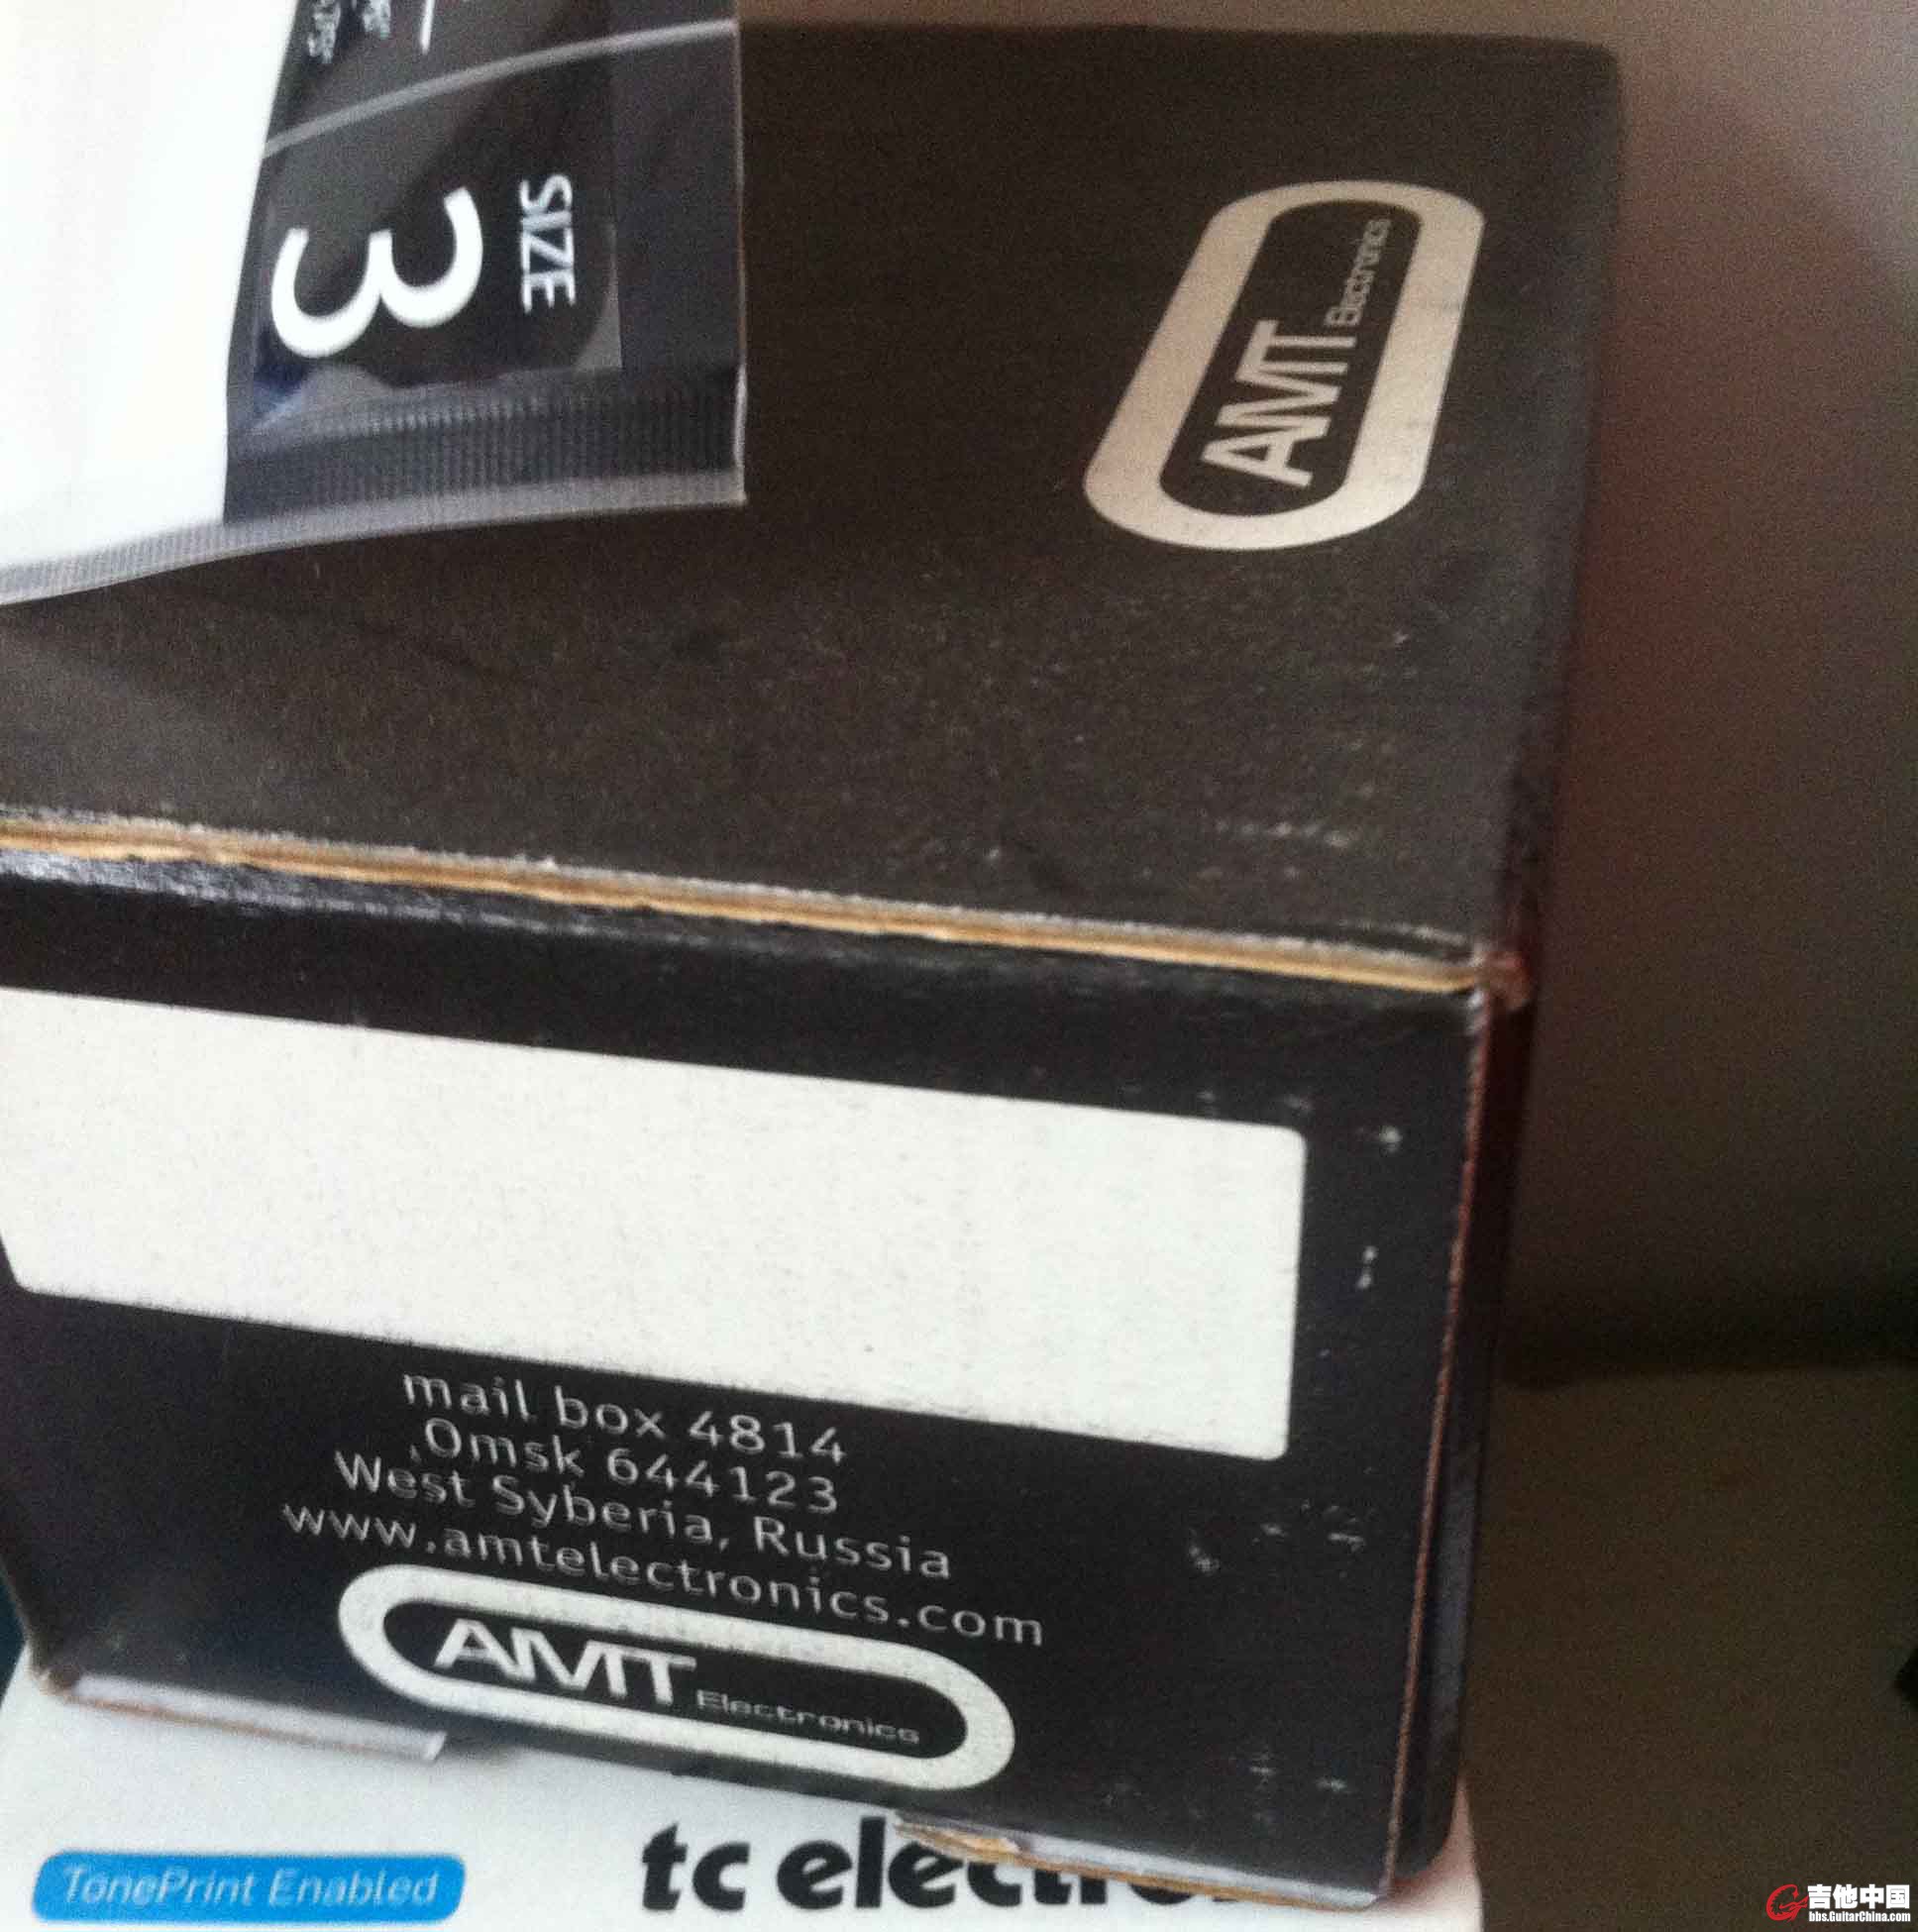 SIZE
3
AMT Electronics
mail box 4814
Omsk 644123
West Syberia, Russia
www.amtelectronics.com
AMT Electronics
TonePrint Enabled
tc
吉他中国
bbs.GuitarChina.com